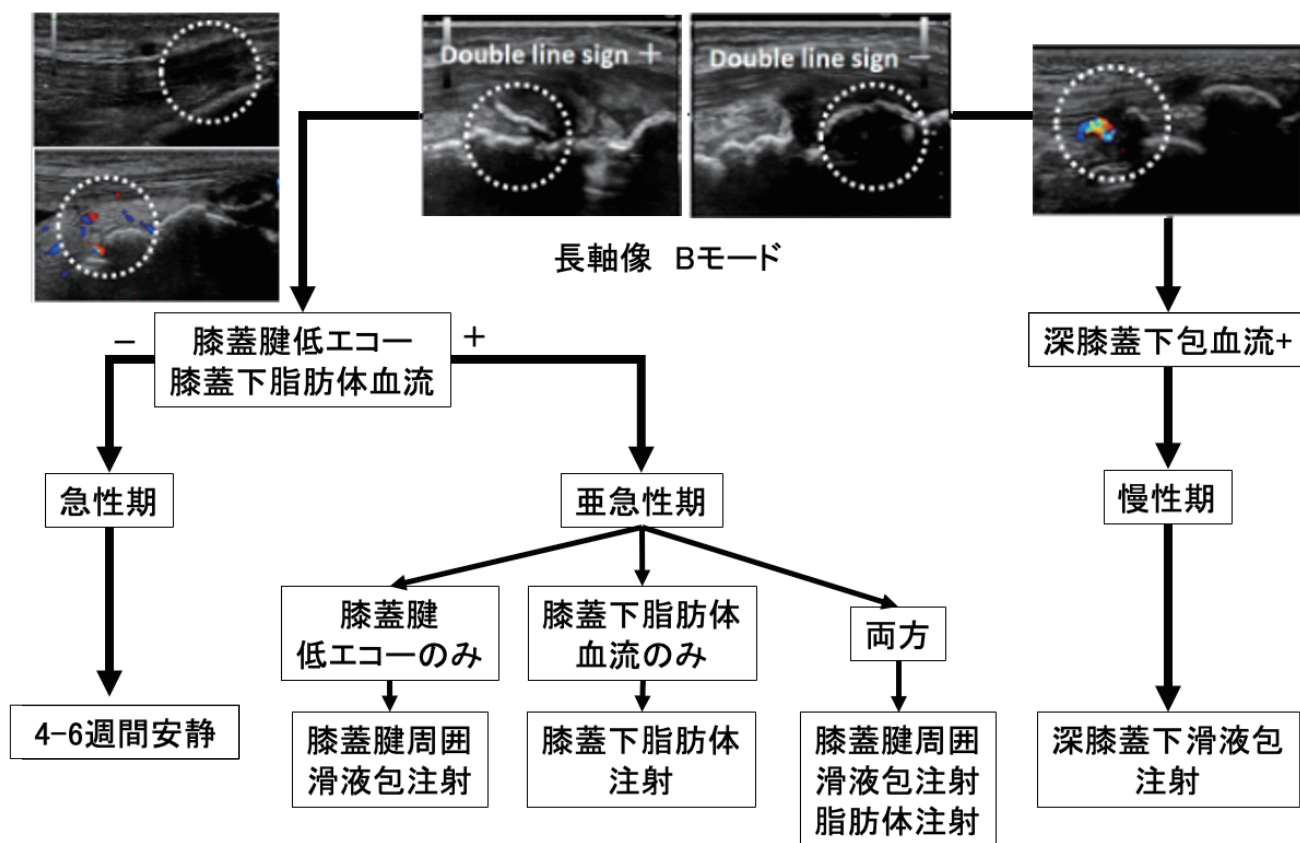 Double line sign +
Double line sign −
長軸像 Bモード
− 
膝蓋腱低エコー
膝蓋下脂肪体血流
+
深膝蓋下包血流+
急性期
亜急性期
慢性期
膝蓋腱
低エコーのみ
膝蓋下脂肪体
血流のみ
両方
4-6週間安静
膝蓋腱周囲
滑液包注射
膝蓋下脂肪体
注射
膝蓋腱周囲
滑液包注射
脂肪体注射
深膝蓋下滑液包
注射